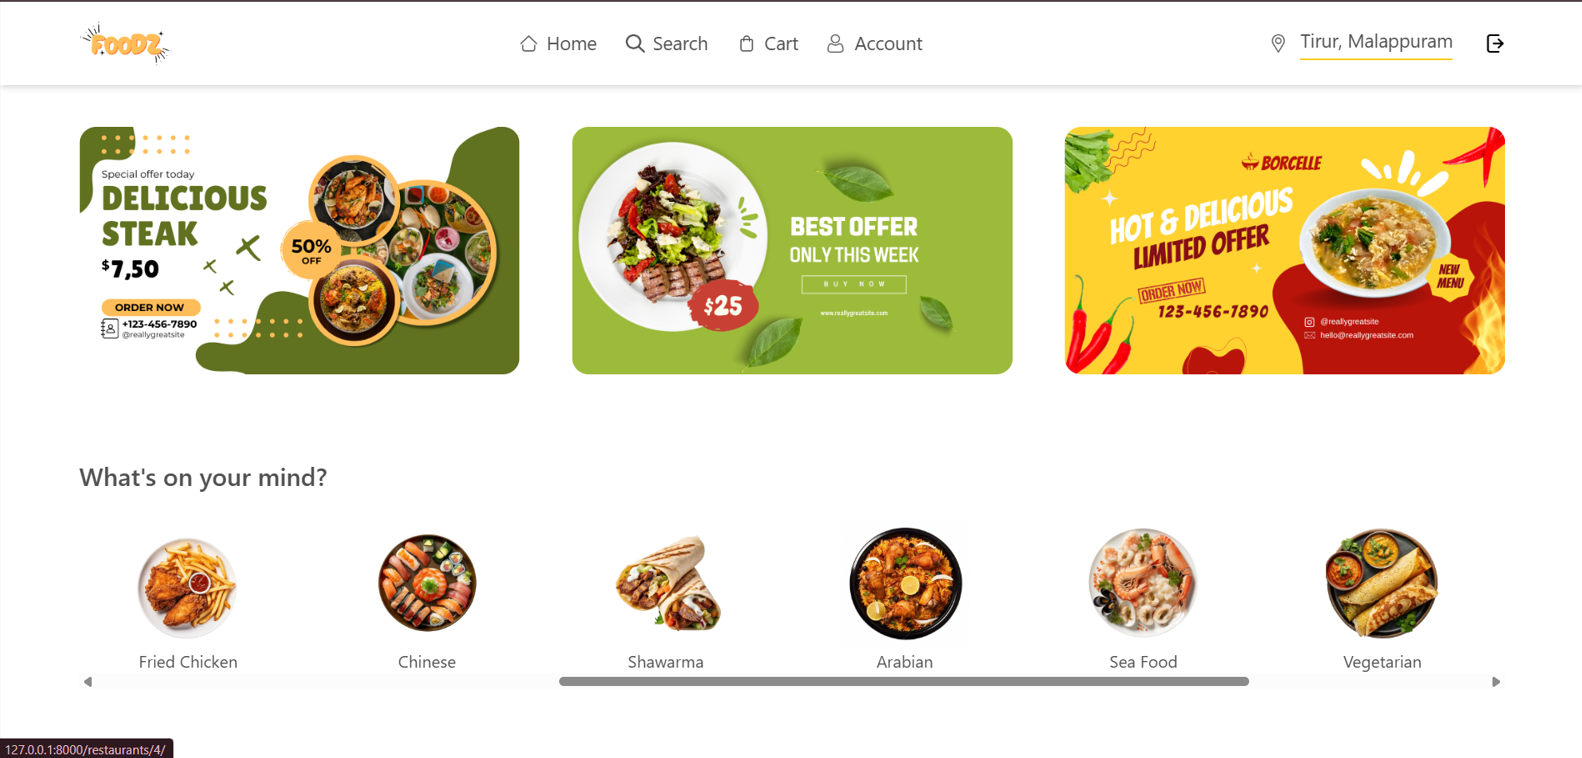 FOODZ
Home
Search
Cart
Account
Tirur, Malappuram
Special offer today
DELICIOUS
STEAK
$7,50
50%
OFF
ORDER NOW
+123-456-7890
@reallygreatsite
BEST OFFER
ONLY THIS WEEK
BUY NOW
$25
www.reallygreatsite.com
BORCELLE
HOT & DELICIOUS
LIMITED OFFER
ORDER NOW
123-456-7890
NEW
MENU
@reallygreatsite
hello@reallygreatsite.com
What's on your mind?
Fried Chicken
Chinese
Shawarma
Arabian
Sea Food
Vegetarian
127.0.0.1:8000/restaurants/4/